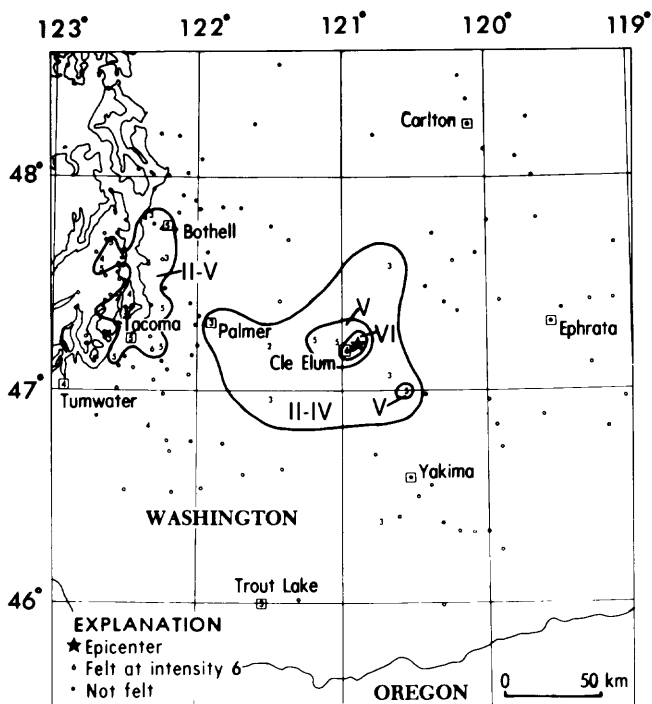 123° 122° 121° 120° 119°
Carlton
48°
Bothell
II-V
Tacoma
Palmer
V
VI
Ephrata
Cle Elum
47°
Tumwater
II-IV
V
Yakima
WASHINGTON
Trout Lake
46°
EXPLANATION
Epicenter
Felt at intensity 6
Not felt
OREGON
0 50 km